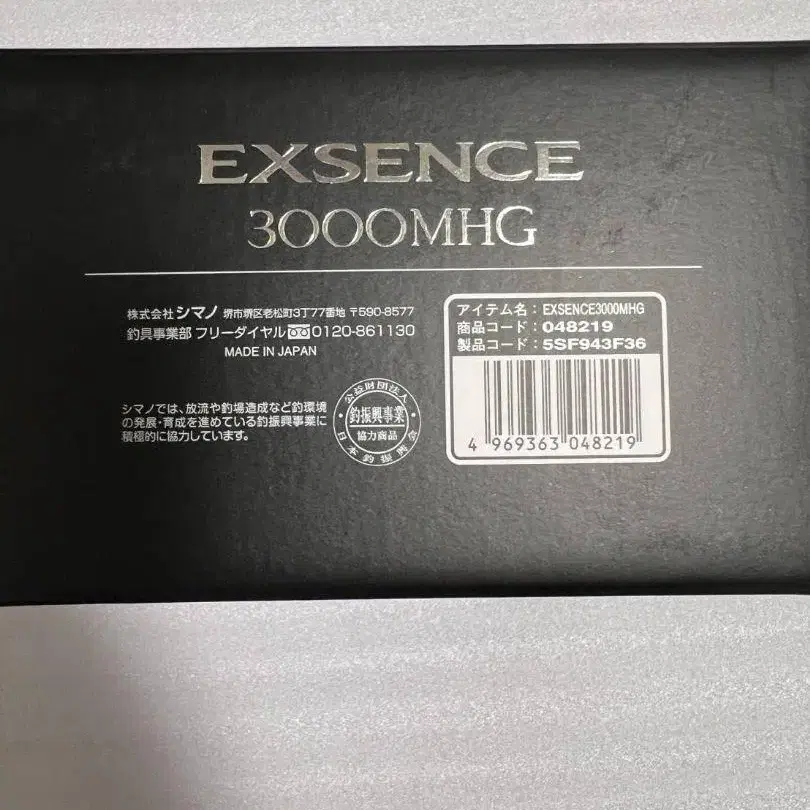 EXSENCE
3000MHG
株式会社シマノ 堺市堺区老松町3丁77番地 〒590-8577
釣具事業部 フリーダイヤル 0120-861130
MADE IN JAPAN
シマノでは、放流や釣場造成など釣環境
の発展・育成を進めている釣振興事業に
積極的に協力しています。
公益財団法人
釣振興事業
協力商品
日本釣振興会
アイテム名：EXSENCE3000MHG
商品コード：048219
製品コード：5SF943F36
4 969363 048219